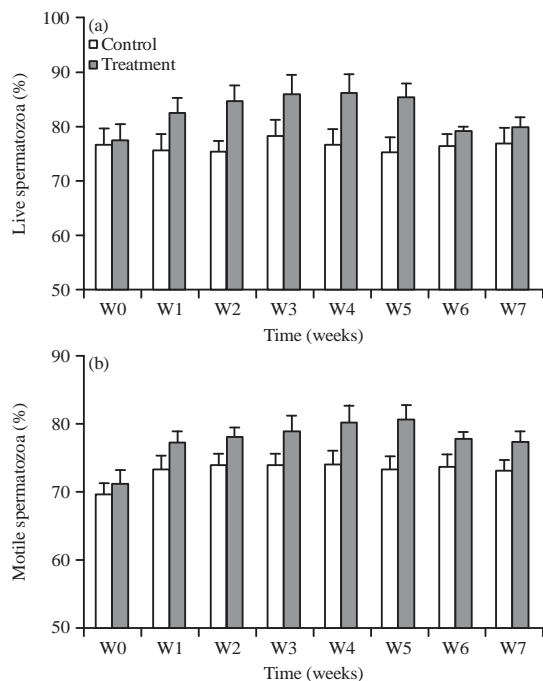 (a)
Control
Treatment
Live spermatozoa (%)
100
90
80
70
60
50
W0 W1 W2 W3 W4 W5 W6 W7
Time (weeks)
(b)
Motile spermatozoa (%)
90
80
70
60
50
W0 W1 W2 W3 W4 W5 W6 W7
Time (weeks)